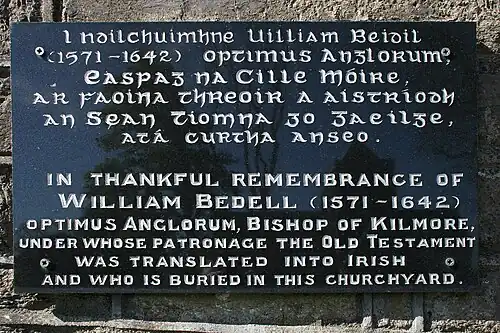 I ndilchuimhne Uilliam Beidil
(1571-1642) optimus Anglorum,
Easpag na Cille Móire,
ar faoina threoir a aistríodh
an Sean Tiomna go Gaeilge,
atá curtha anseo.
IN THANKFUL REMEMBRANCE OF
WILLIAM BEDELL (1571-1642)
OPTIMUS ANGLORUM, BISHOP OF KILMORE,
UNDER WHOSE PATRONAGE THE OLD TESTAMENT
WAS TRANSLATED INTO IRISH
AND WHO IS BURIED IN THIS CHURCHYARD.